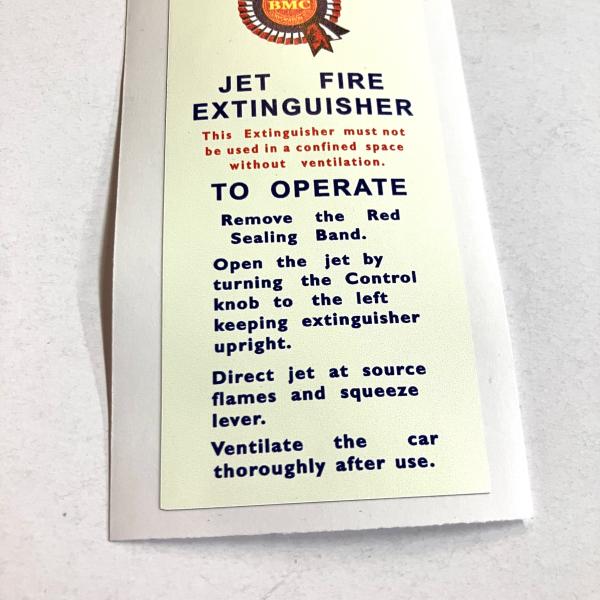 BMC
JET FIRE
EXTINGUISHER
This Extinguisher must not
be used in a confined space
without ventilation.
TO OPERATE
Remove the Red
Sealing Band.
Open the jet by
turning the Control
knob to the left
keeping extinguisher
upright.
Direct jet at source
flames and squeeze
lever.
Ventilate the car
thoroughly after use.